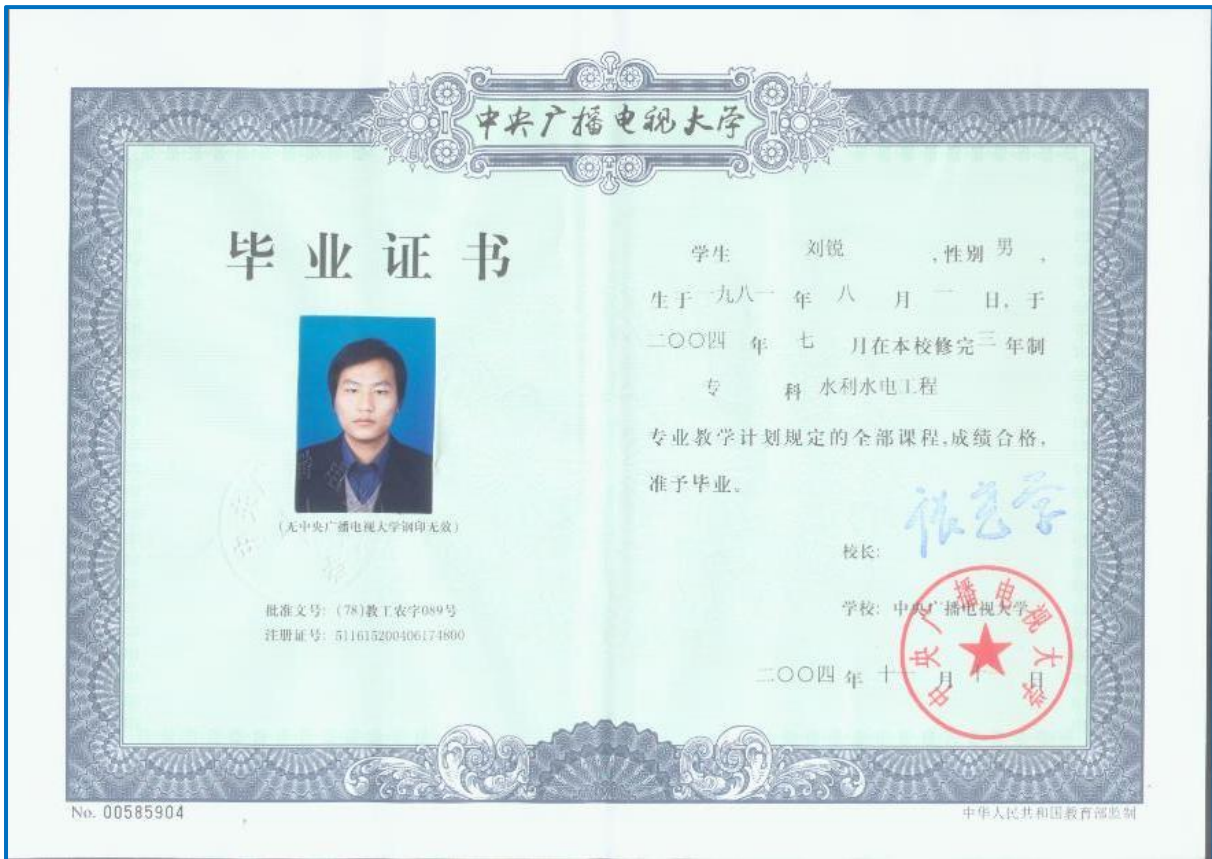 中央广播电视大学
毕业证书
(无中央广播电视大学钢印无效)
批准文号: (78)教工农字089号
注册证号: 511615200406174800
学生 刘锐 , 性别 男 ,
生于 一九八一 年 八 月 一 日, 于
二〇〇四 年 七 月在本校修完 三 年制
专 科 水利水电工程
专业教学计划规定的全部课程,成绩合格,
准予毕业。
校长:
学校: 中央广播电视大学
中央广播电视大学
二〇〇四 年 十一 月 日
No. 00585904
中华人民共和国教育部监制